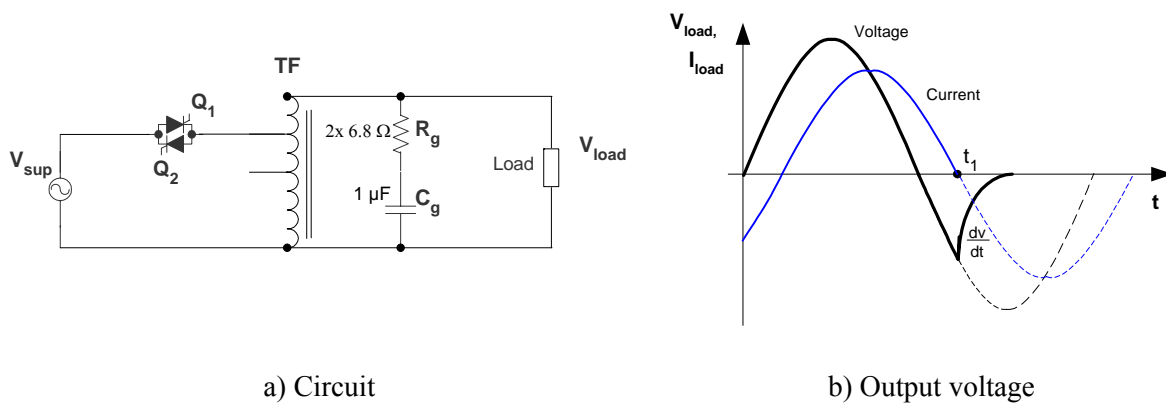 TF
Q1
Q2
Vsup
2x 6.8 Ω
Rg
1 µF
Cg
Load
Vload
a) Circuit
Vload,
Iload
Voltage
Current
t1
t
dv
dt
b) Output voltage